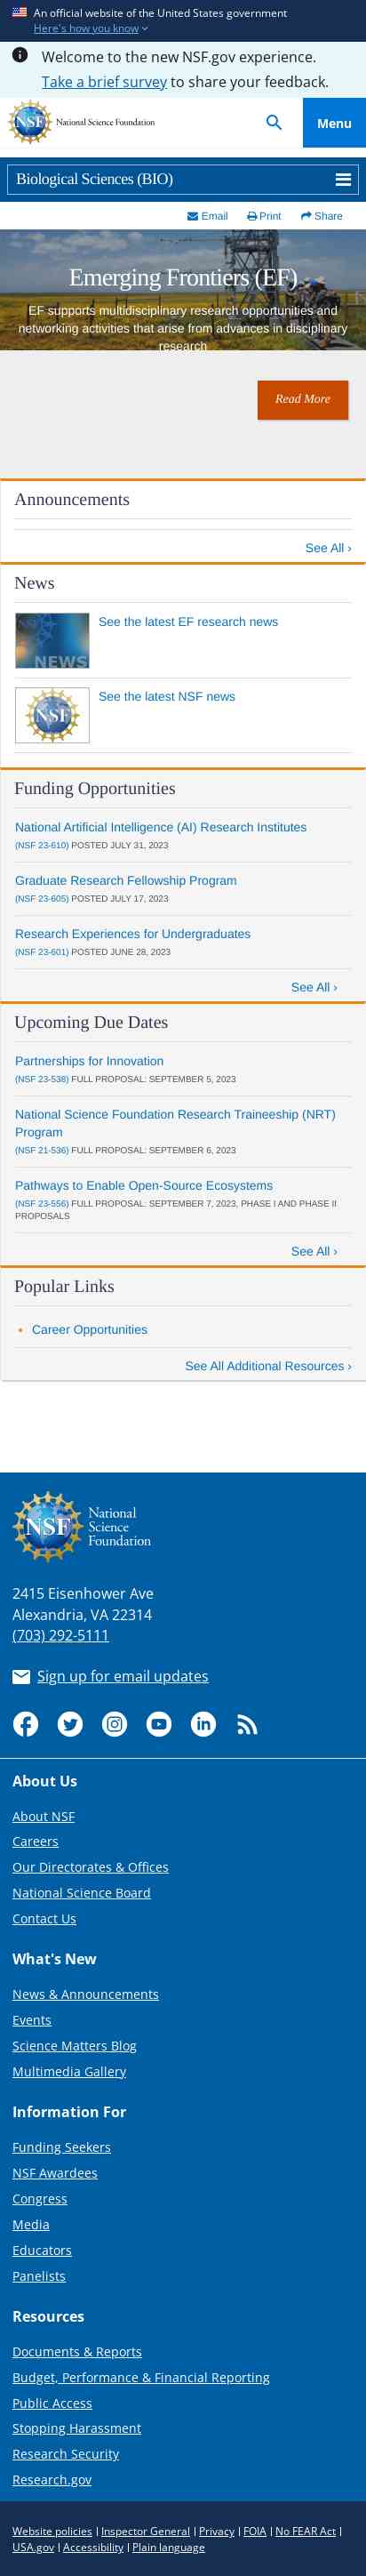 An official website of the United States government
Here's how you know
Welcome to the new NSF.gov experience.
Take a brief survey to share your feedback.
NSF
National Science Foundation
Menu
Biological Sciences (BIO)
Email Print Share
Emerging Frontiers (EF)
EF supports multidisciplinary research opportunities and
networking activities that arise from advances in disciplinary
research
Read More
Announcements
See All ›
News
NEWS
See the latest EF research news
NSF
See the latest NSF news
Funding Opportunities
National Artificial Intelligence (AI) Research Institutes
(NSF 23-610) POSTED JULY 31, 2023
Graduate Research Fellowship Program
(NSF 23-605) POSTED JULY 17, 2023
Research Experiences for Undergraduates
(NSF 23-601) POSTED JUNE 28, 2023
See All ›
Upcoming Due Dates
Partnerships for Innovation
(NSF 23-538) FULL PROPOSAL: SEPTEMBER 5, 2023
National Science Foundation Research Traineeship (NRT)
Program
(NSF 21-536) FULL PROPOSAL: SEPTEMBER 6, 2023
Pathways to Enable Open-Source Ecosystems
(NSF 23-556) FULL PROPOSAL: SEPTEMBER 7, 2023, PHASE I AND PHASE II
PROPOSALS
See All ›
Popular Links
Career Opportunities
See All Additional Resources ›
NSF
National
Science
Foundation
2415 Eisenhower Ave
Alexandria, VA 22314
(703) 292-5111
Sign up for email updates
About Us
About NSF
Careers
Our Directorates & Offices
National Science Board
Contact Us
What's New
News & Announcements
Events
Science Matters Blog
Multimedia Gallery
Information For
Funding Seekers
NSF Awardees
Congress
Media
Educators
Panelists
Resources
Documents & Reports
Budget, Performance & Financial Reporting
Public Access
Stopping Harassment
Research Security
Research.gov
Website policies | Inspector General | Privacy | FOIA | No FEAR Act |
USA.gov | Accessibility | Plain language